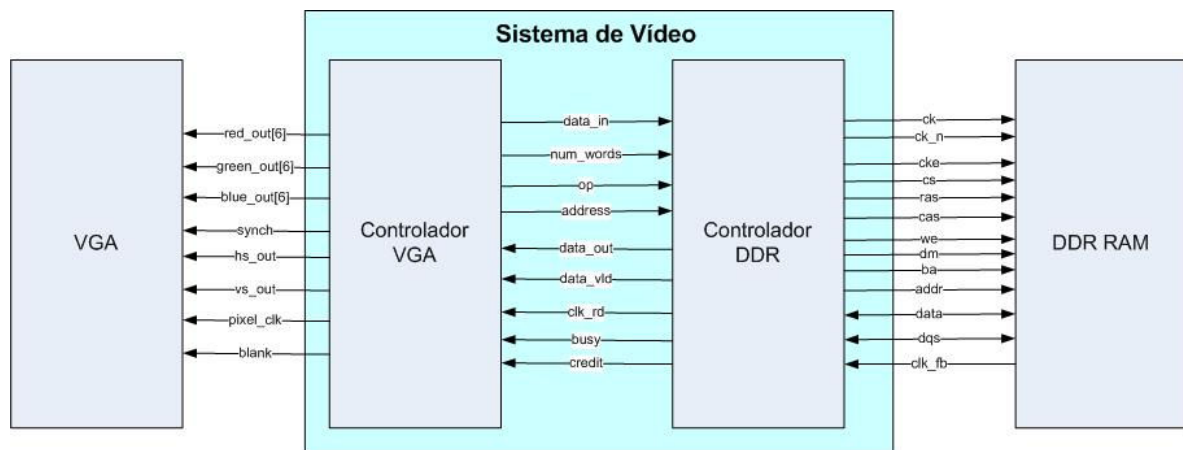 Sistema de Vídeo
VGA
red_out[6]
green_out[6]
blue_out[6]
synch
hs_out
vs_out
pixel_clk
blank
Controlador
VGA
data_in
num_words
op
address
data_out
data_vld
clk_rd
busy
credit
Controlador
DDR
ck
ck_n
cke
cs
ras
cas
we
dm
ba
addr
data
dqs
clk_fb
DDR RAM